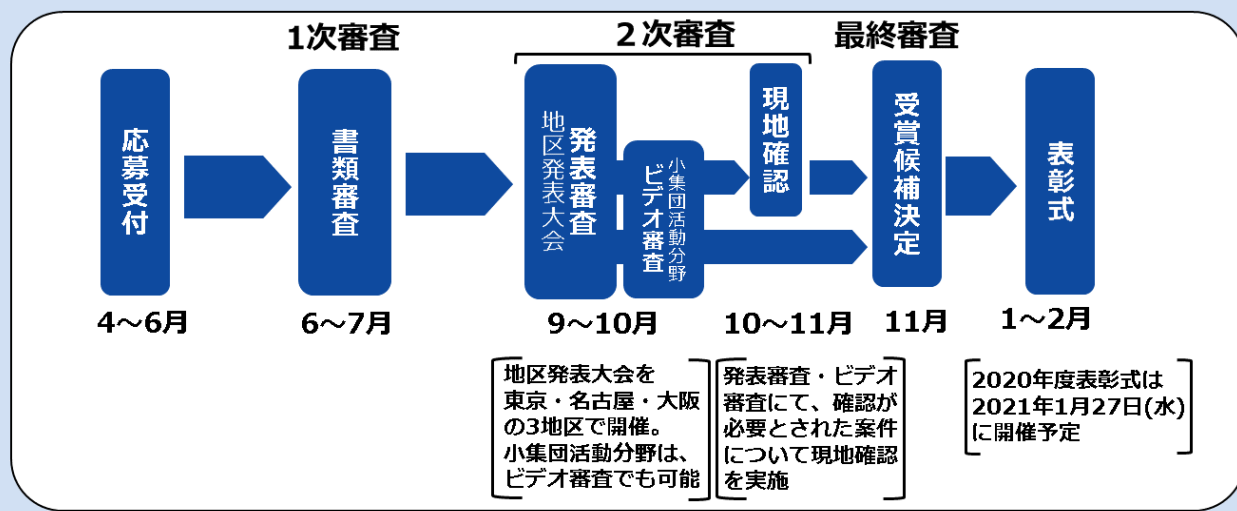 1次審査
2次審査
最終審査
応募受付
書類審査
発表審査
地区発表大会
小集団活動分野
ビデオ審査
現地確認
受賞候補決定
表彰式
4～6月
6～7月
9～10月
10～11月
11月
1～2月
地区発表大会を
東京・名古屋・大阪
の3地区で開催。
小集団活動分野は、
ビデオ審査でも可能
発表審査・ビデオ
審査にて、確認が
必要とされた案件
について現地確認
を実施
2020年度表彰式は
2021年1月27日(水)
に開催予定